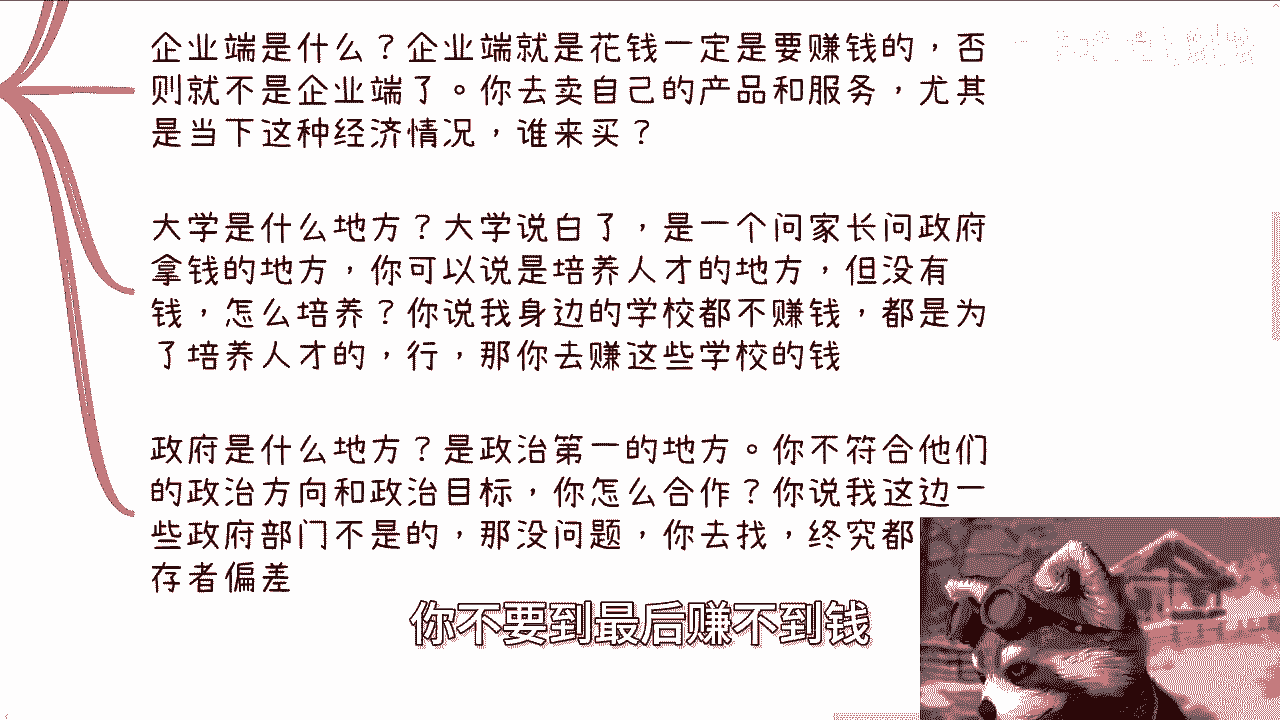 企业端是什么？企业端就是花钱一定是要赚钱的，否
则就不是企业端了。你去卖自己的产品和服务，尤其
是当下这种经济情况，谁来买？
大学是什么地方？大学说白了，是一个问家长问政府
拿钱的地方，你可以说是培养人才的地方，但没有
钱，怎么培养？你说我身边的学校都不赚钱，都是为
了培养人才的，行，那你去赚这些学校的钱
政府是什么地方？是政治第一的地方。你不符合他们
的政治方向和政治目标，你怎么合作？你说我这边一
些政府部门不是的，那没问题，你去找，终究都
存者偏差
你不要到最后赚不到钱